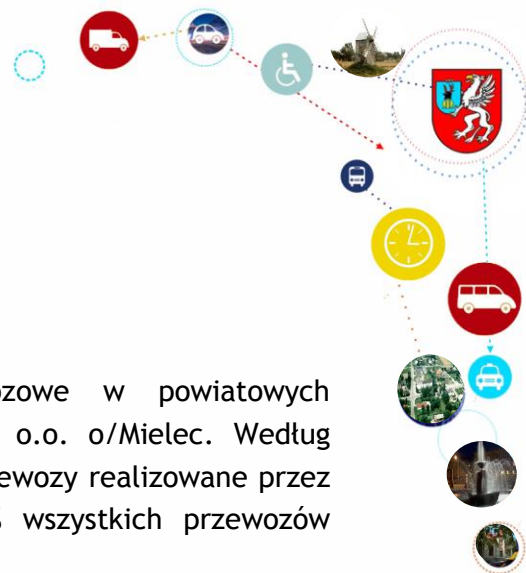 ozowe w powiatowych
o.o. o/Mielec. Według
ewozy realizowane przez
wszystkich przewozów